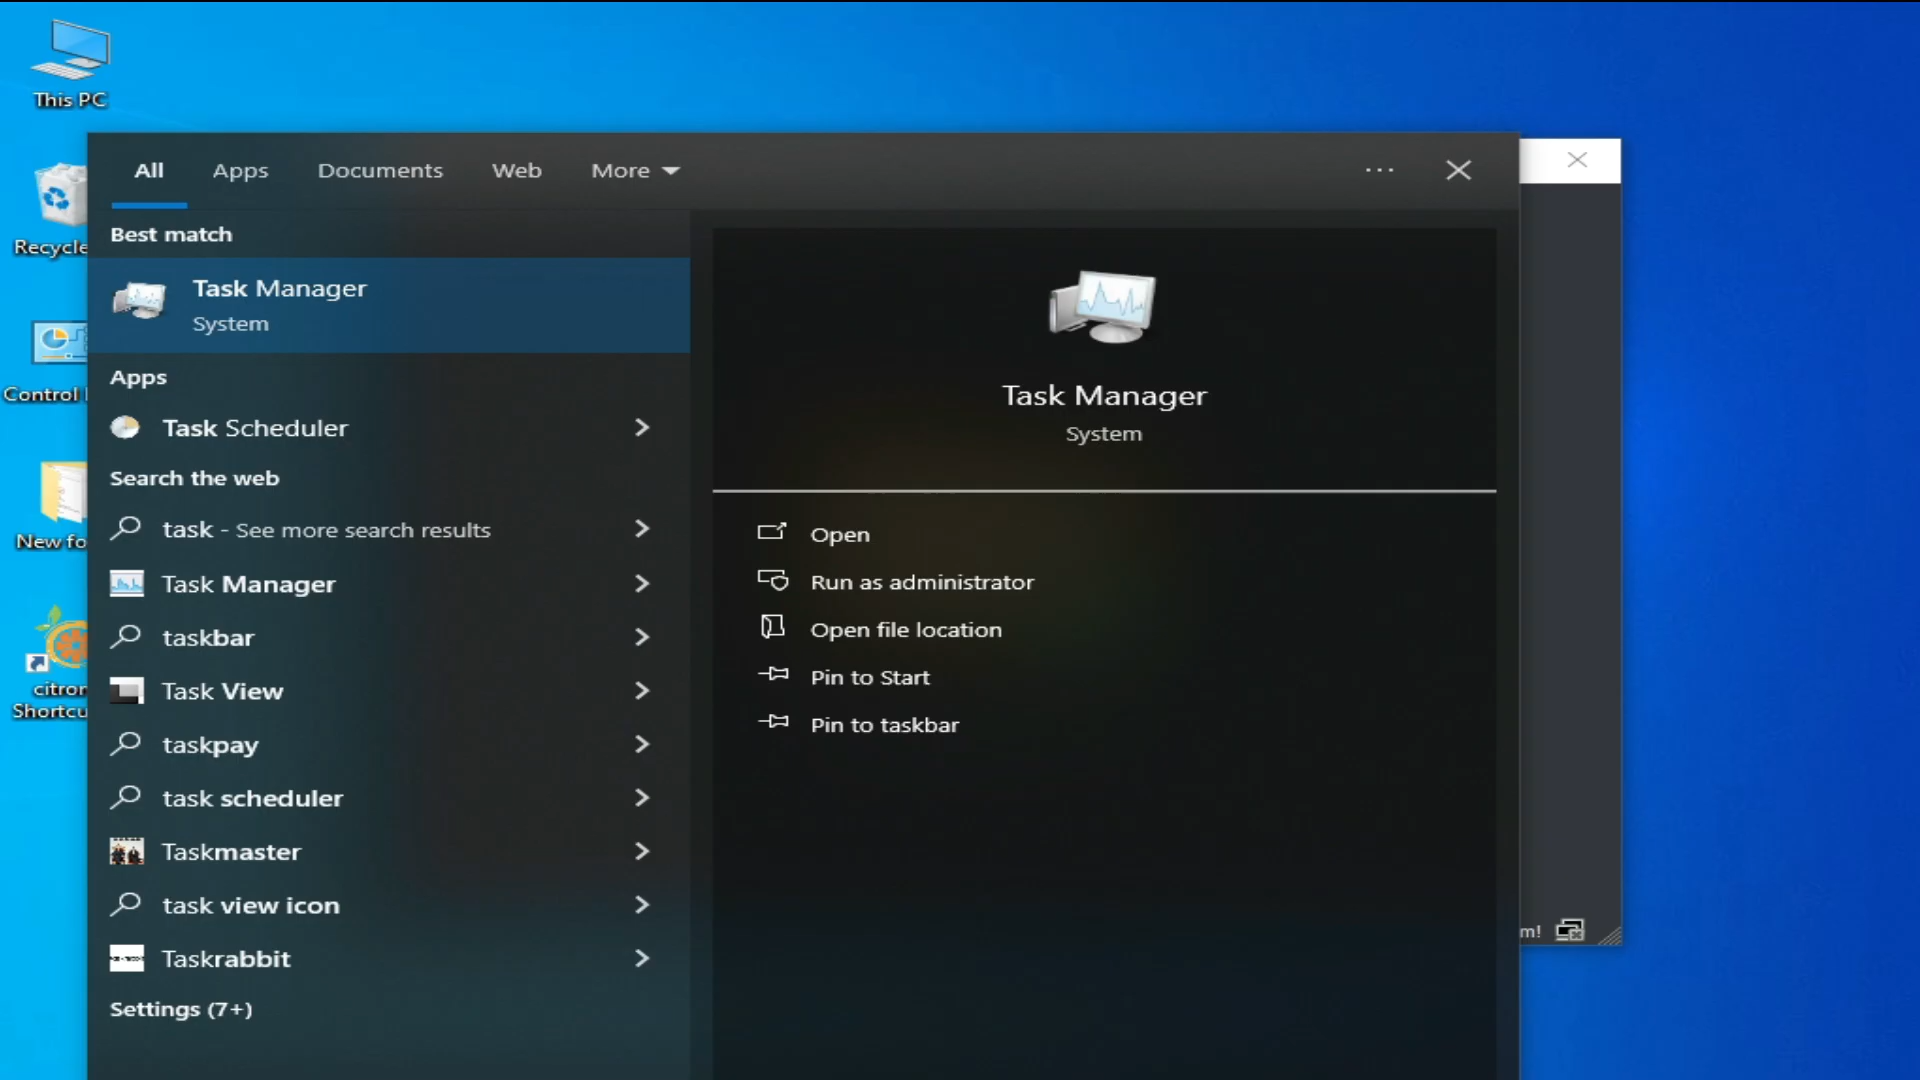 This PC
Recycle
Control
New fo
citron
Shortcu
All
Apps
Documents
Web
More
Best match
Task Manager
System
Apps
Task Scheduler
Search the web
task - See more search results
Task Manager
taskbar
Task View
taskpay
task scheduler
Taskmaster
task view icon
Taskrabbit
Settings (7+)
Task Manager
System
Open
Run as administrator
Open file location
Pin to Start
Pin to taskbar
m!